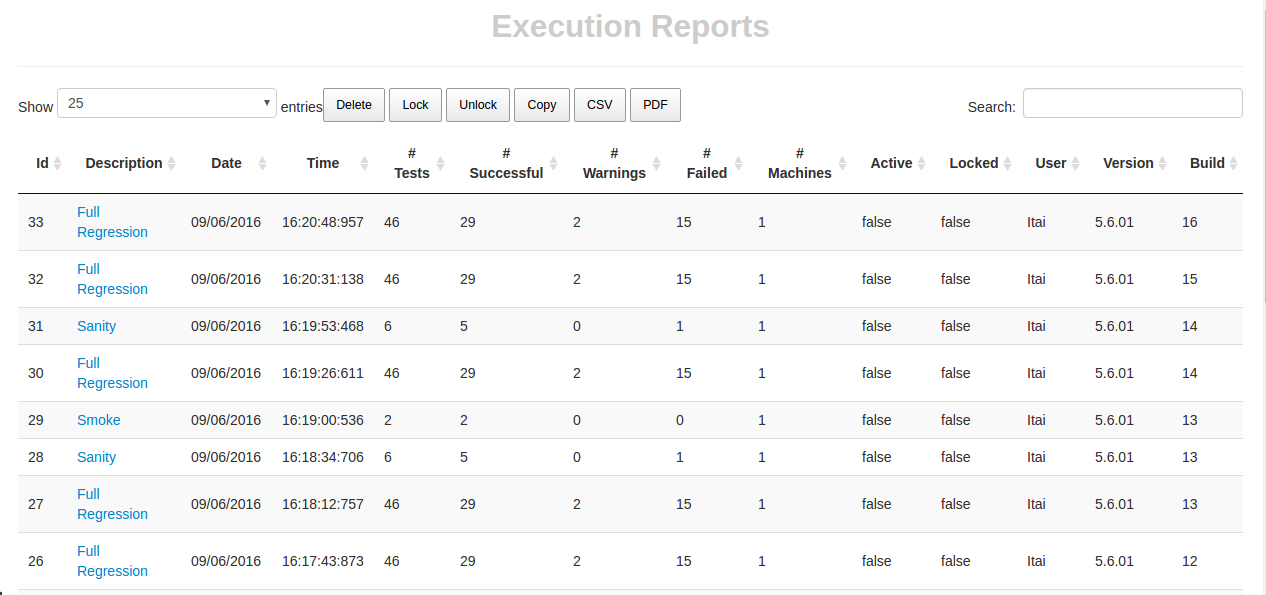 Execution Reports
Show 25 entries Delete Lock Unlock Copy CSV PDF Search:
Id Description Date Time # Tests # Successful # Warnings # Failed # Machines Active Locked User Version Build
33 Full Regression 09/06/2016 16:20:48:957 46 29 2 15 1 false false Itai 5.6.01 16
32 Full Regression 09/06/2016 16:20:31:138 46 29 2 15 1 false false Itai 5.6.01 15
31 Sanity 09/06/2016 16:19:53:468 6 5 0 1 1 false false Itai 5.6.01 14
30 Full Regression 09/06/2016 16:19:26:611 46 29 2 15 1 false false Itai 5.6.01 14
29 Smoke 09/06/2016 16:19:00:536 2 2 0 0 1 false false Itai 5.6.01 13
28 Sanity 09/06/2016 16:18:34:706 6 5 0 1 1 false false Itai 5.6.01 13
27 Full Regression 09/06/2016 16:18:12:757 46 29 2 15 1 false false Itai 5.6.01 13
26 Full Regression 09/06/2016 16:17:43:873 46 29 2 15 1 false false Itai 5.6.01 12